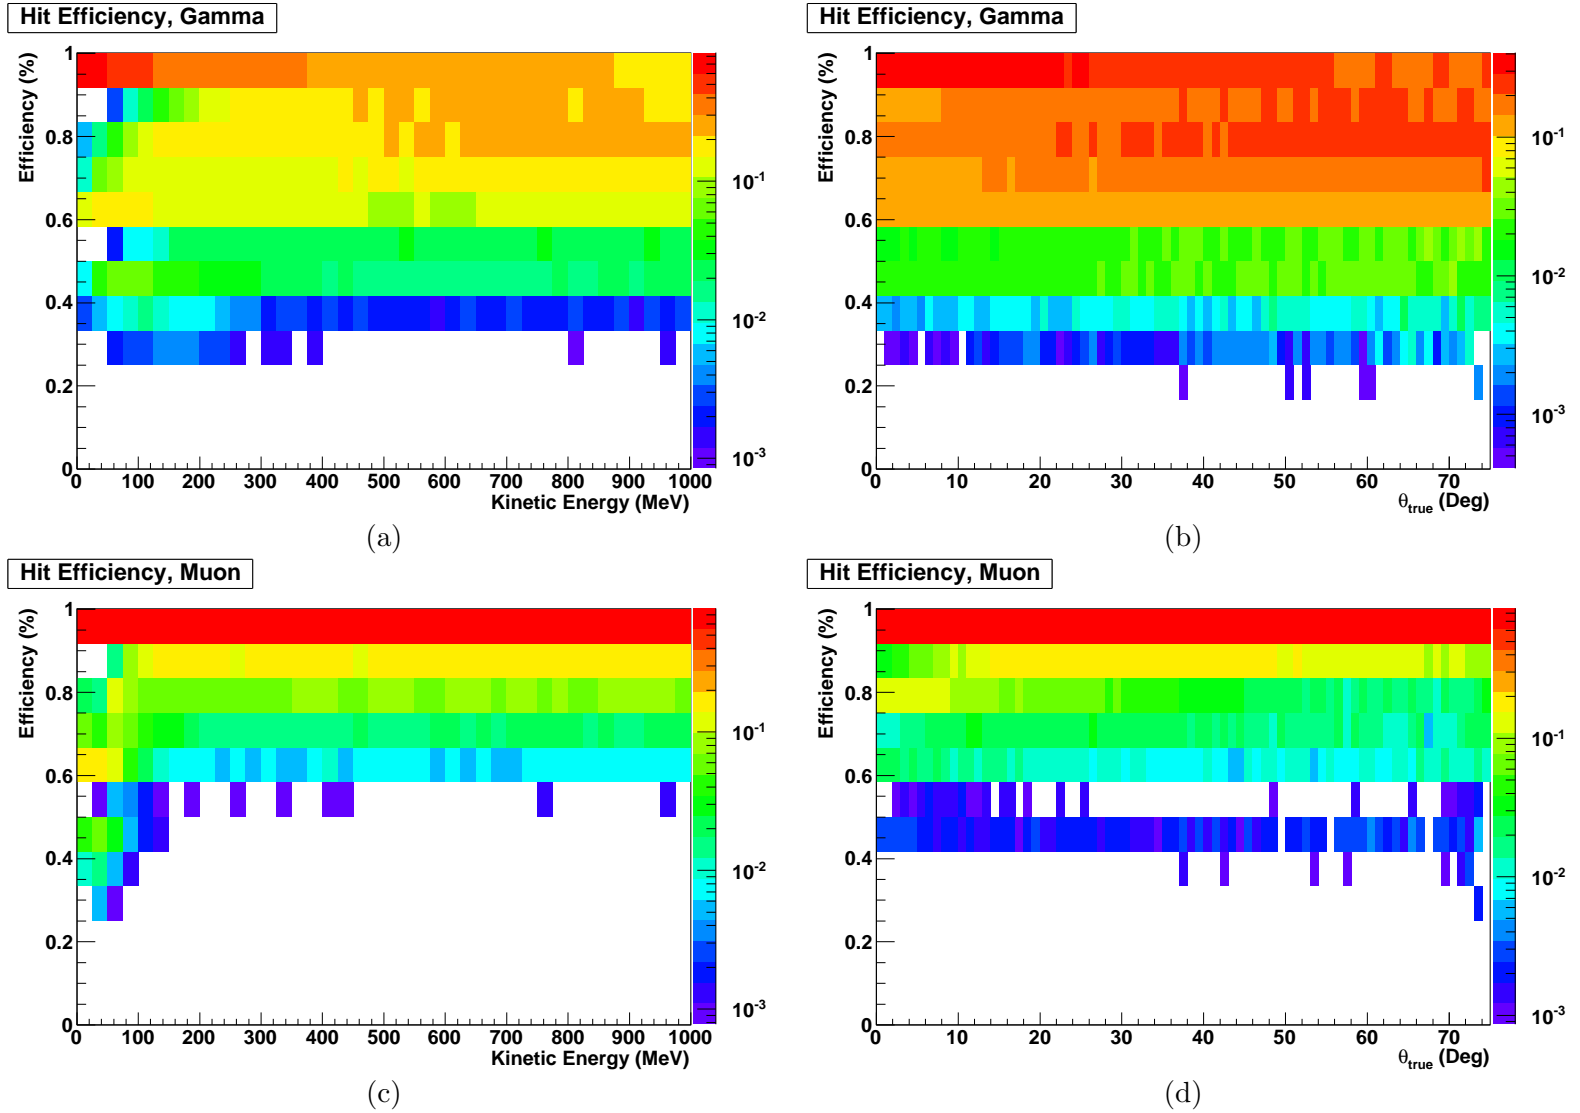 Hit Efficiency, Gamma
Efficiency (%)
1
0.8
0.6
0.4
0.2
0
0 100 200 300 400 500 600 700 800 900 1000
Kinetic Energy (MeV)
10-1
10-2
10-3
(a)
Hit Efficiency, Gamma
Efficiency (%)
1
0.8
0.6
0.4
0.2
0
0 10 20 30 40 50 60 70
θtrue (Deg)
10-1
10-2
10-3
(b)
Hit Efficiency, Muon
Efficiency (%)
1
0.8
0.6
0.4
0.2
0
0 100 200 300 400 500 600 700 800 900 1000
Kinetic Energy (MeV)
10-1
10-2
10-3
(c)
Hit Efficiency, Muon
Efficiency (%)
1
0.8
0.6
0.4
0.2
0
0 10 20 30 40 50 60 70
θtrue (Deg)
10-1
10-2
10-3
(d)